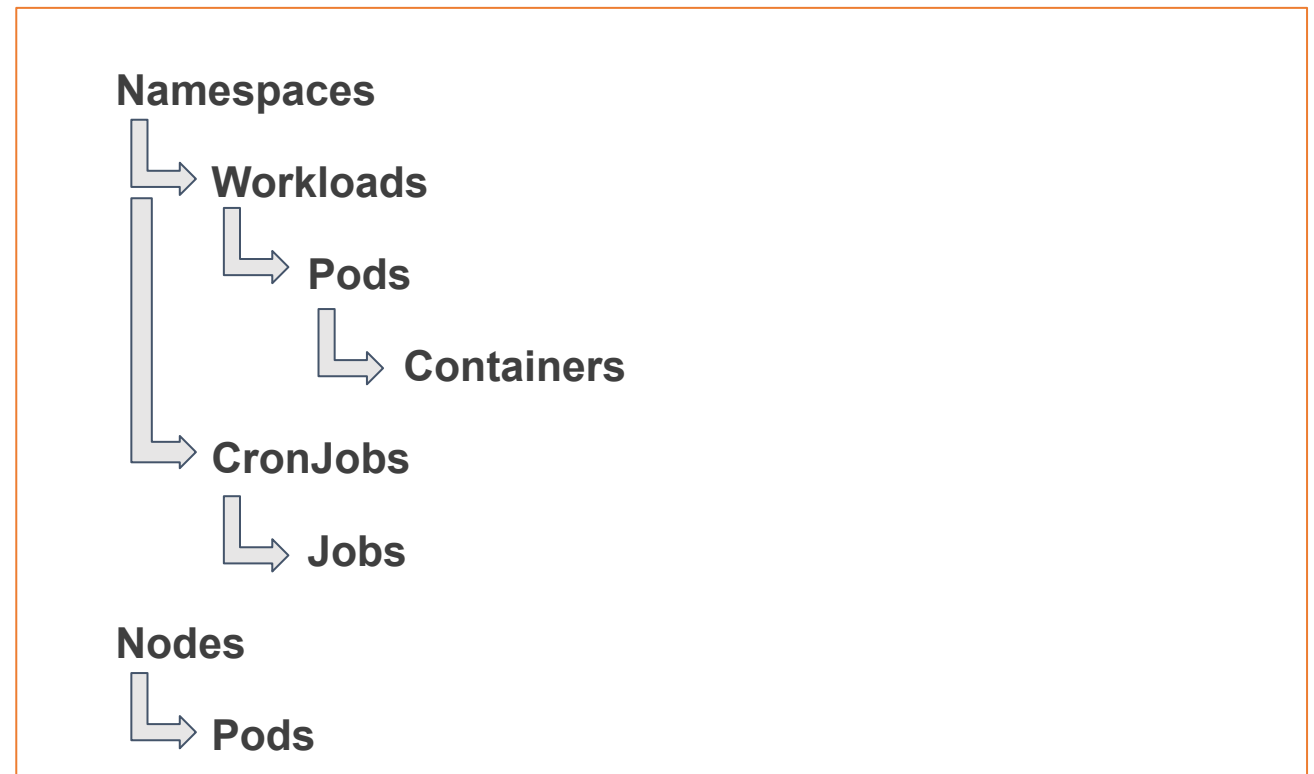 Namespaces
Workloads
Pods
Containers
CronJobs
Jobs
Nodes
Pods